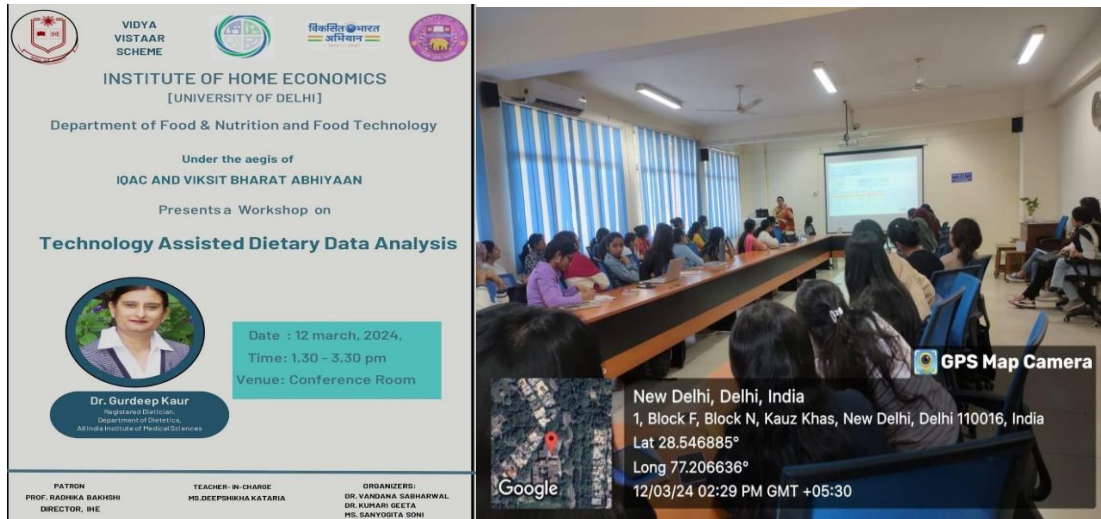 VIDYA
VISTAAR
SCHEME
विकसित भारत
अभियान
INSTITUTE OF HOME ECONOMICS
[UNIVERSITY OF DELHI]
Department of Food & Nutrition and Food Technology
Under the aegis of
IQAC AND VIKSIT BHARAT ABHIYAAN
Presents a Workshop on
Technology Assisted Dietary Data Analysis
Date : 12 march, 2024,
Time: 1.30 - 3.30 pm
Venue: Conference Room
Dr. Gurdeep Kaur
Registered Dietician,
Department of Dietetics,
All India Institute of Medical Sciences
PATRON
PROF. RADHIKA BAKHSHI
DIRECTOR, IHE
TEACHER- IN-CHARGE
MS.DEEPSHIKHA KATARIA
ORGANIZERS:
DR. VANDANA SABHARWAL
DR. KUMARI GEETA
MS. SANYOGITA SONI
GPS Map Camera
New Delhi, Delhi, India
1, Block F, Block N, Kauz Khas, New Delhi, Delhi 110016, India
Lat 28.546885°
Long 77.206636°
12/03/24 02:29 PM GMT +05:30
Google